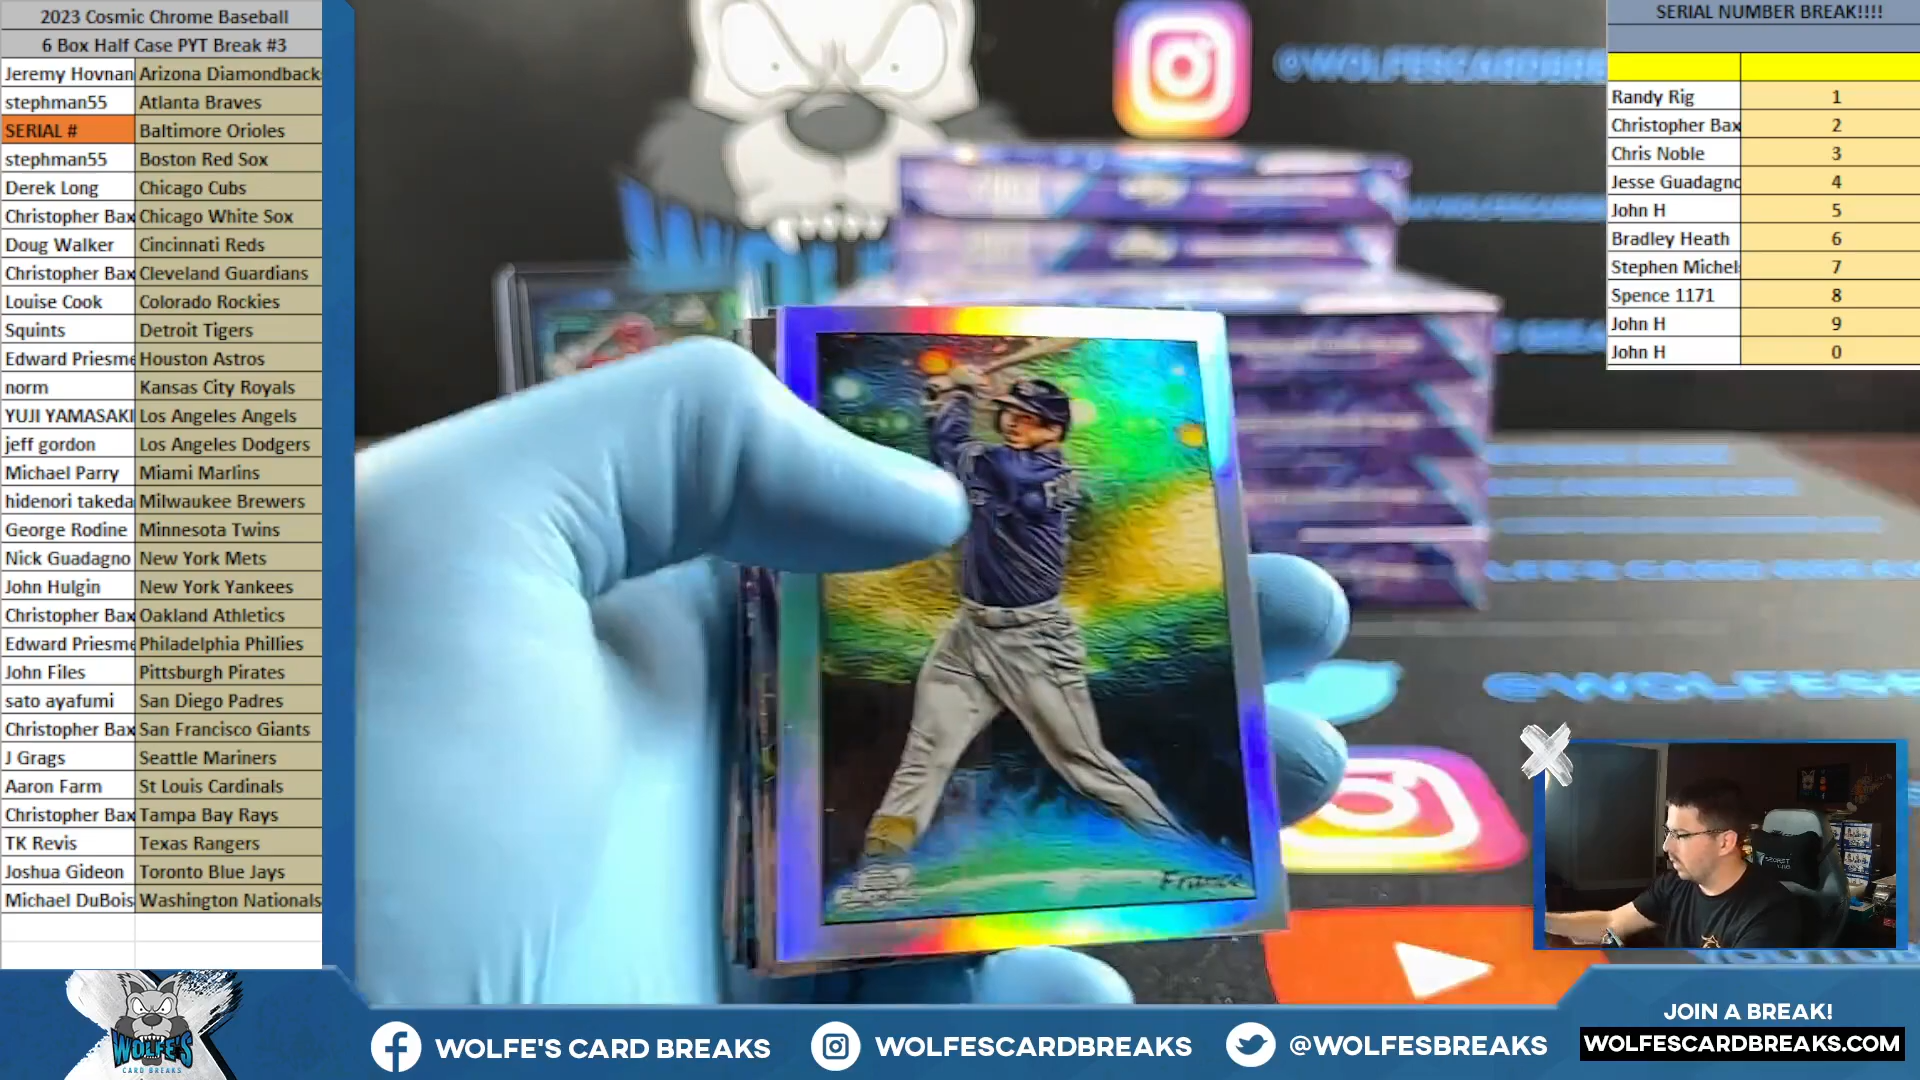 2023 Cosmic Chrome Baseball
6 Box Half Case PYT Break #3
Jeremy Hovnan Arizona Diamondback
stephman55 Atlanta Braves
SERIAL # Baltimore Orioles
stephman55 Boston Red Sox
Derek Long Chicago Cubs
Christopher Bax Chicago White Sox
Doug Walker Cincinnati Reds
Christopher Bax Cleveland Guardians
Louise Cook Colorado Rockies
Squints Detroit Tigers
Edward Priesme Houston Astros
norm Kansas City Royals
YUJI YAMASAKI Los Angeles Angels
jeff gordon Los Angeles Dodgers
Michael Parry Miami Marlins
hidenori takeda Milwaukee Brewers
George Rodine Minnesota Twins
Nick Guadagno New York Mets
John Hulgin New York Yankees
Christopher Bax Oakland Athletics
Edward Priesme Philadelphia Phillies
John Files Pittsburgh Pirates
sato ayafumi San Diego Padres
Christopher Bax San Francisco Giants
J Grags Seattle Mariners
Aaron Farm St Louis Cardinals
Christopher Bax Tampa Bay Rays
TK Revis Texas Rangers
Joshua Gideon Toronto Blue Jays
Michael DuBois Washington Nationals
SERIAL NUMBER BREAK!!!!
Randy Rig 1
Christopher Bax 2
Chris Noble 3
Jesse Guadagno 4
John H 5
Bradley Heath 6
Stephen Michel 7
Spence 1171 8
John H 9
John H 0
@WOLFESCARDBRE
Franco
WOLFE'S
CARD BREAKS
WOLFE'S CARD BREAKS
WOLFESCARDBREAKS
@WOLFESBREAKS
JOIN A BREAK!
WOLFESCARDBREAKS.COM